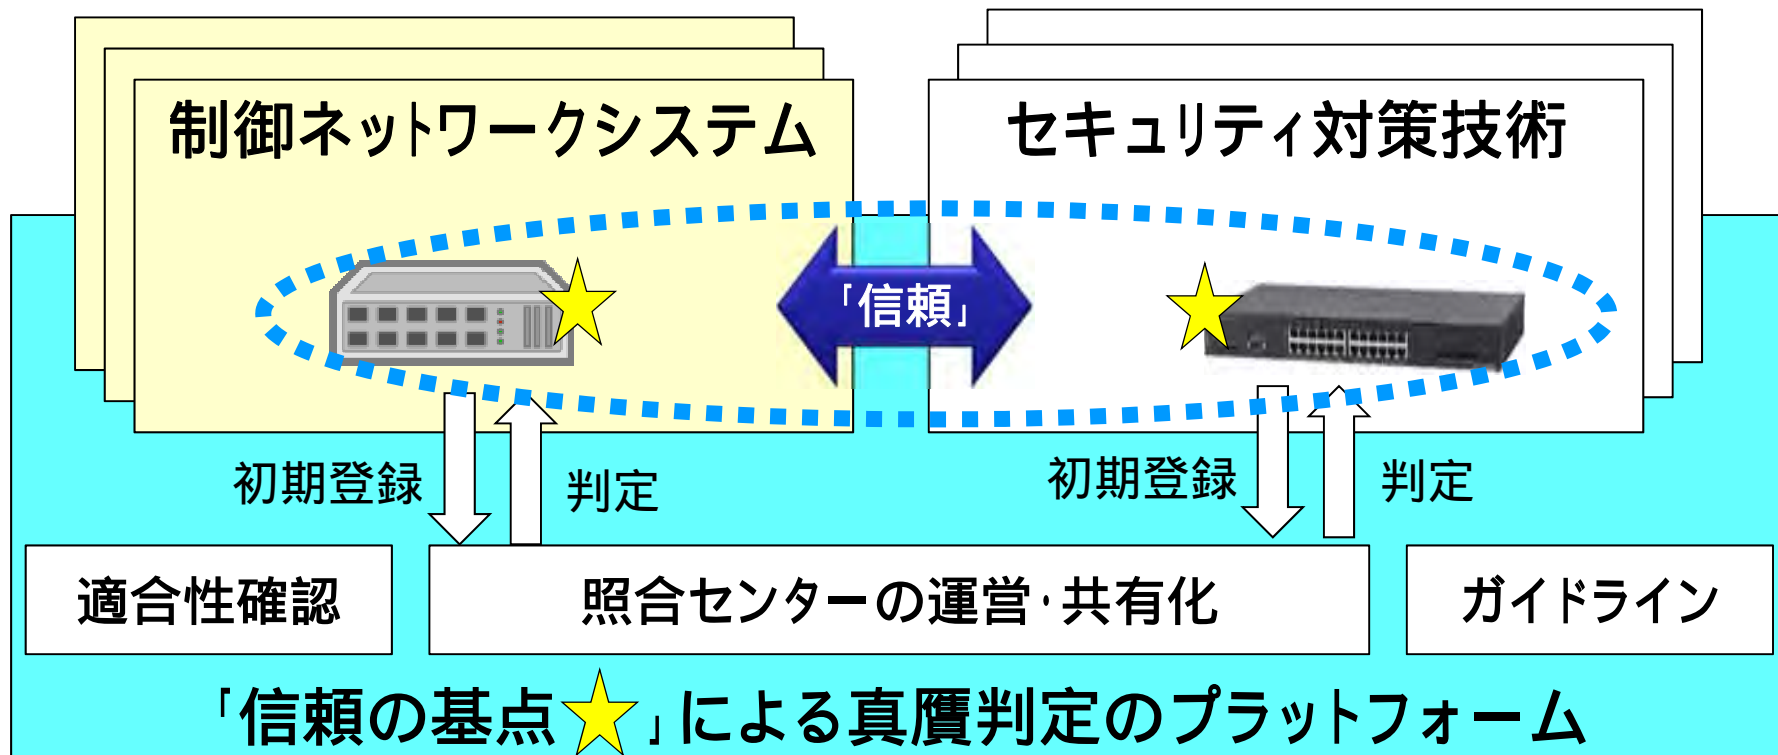 制御ネットワークシステム
セキュリティ対策技術
「信頼」
初期登録
判定
初期登録
判定
適合性確認
照合センターの運営・共有化
ガイドライン
「信頼の基点★」による真贋判定のプラットフォーム